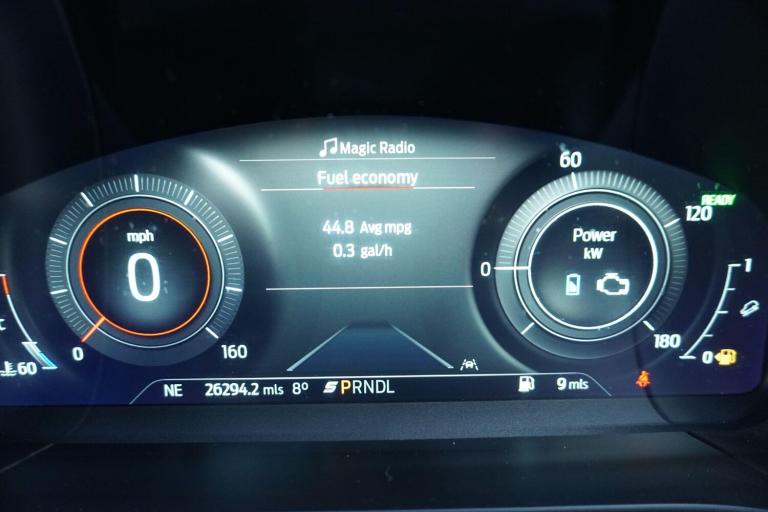 Magic Radio
Fuel economy
44.8 Avg mpg
0.3 gal/h
mph
0
0
160
60
60
0
120
180
Power
kW
READY
1
0
NE 26294.2 mls 8° PRNDL 9 mls